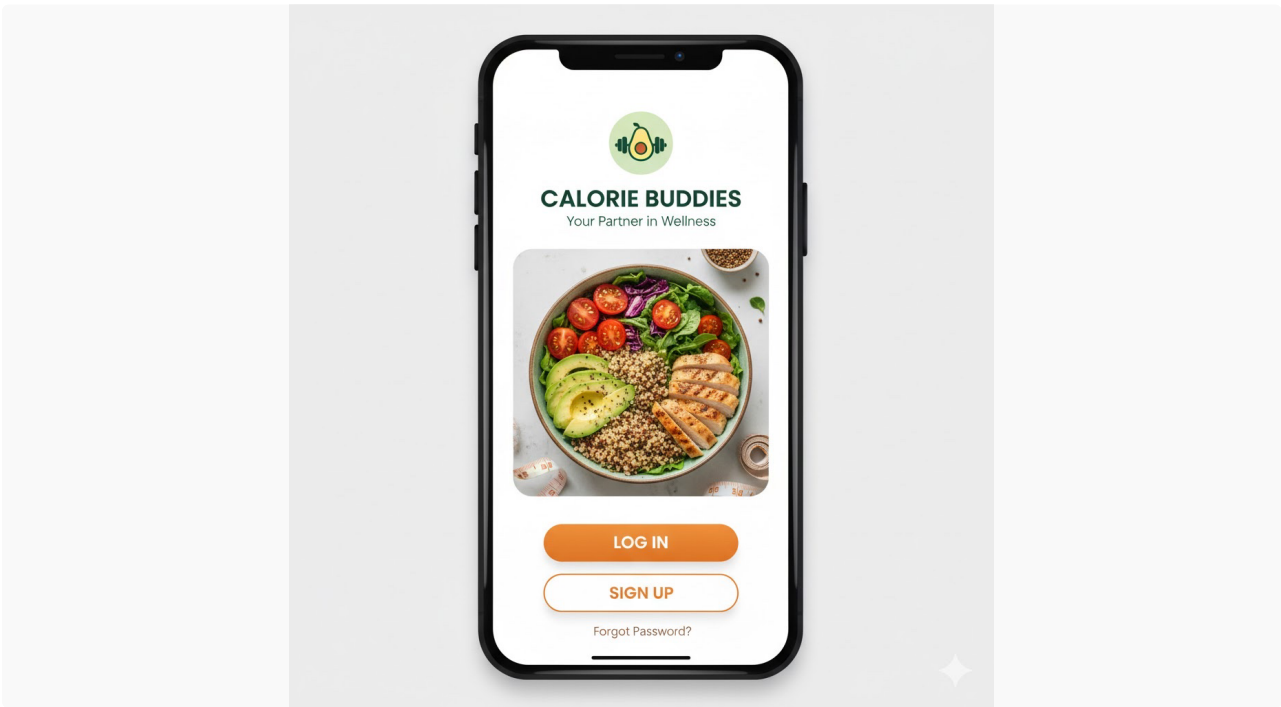 CALORIE BUDDIES
Your Partner in Wellness
LOG IN
SIGN UP
Forgot Password?